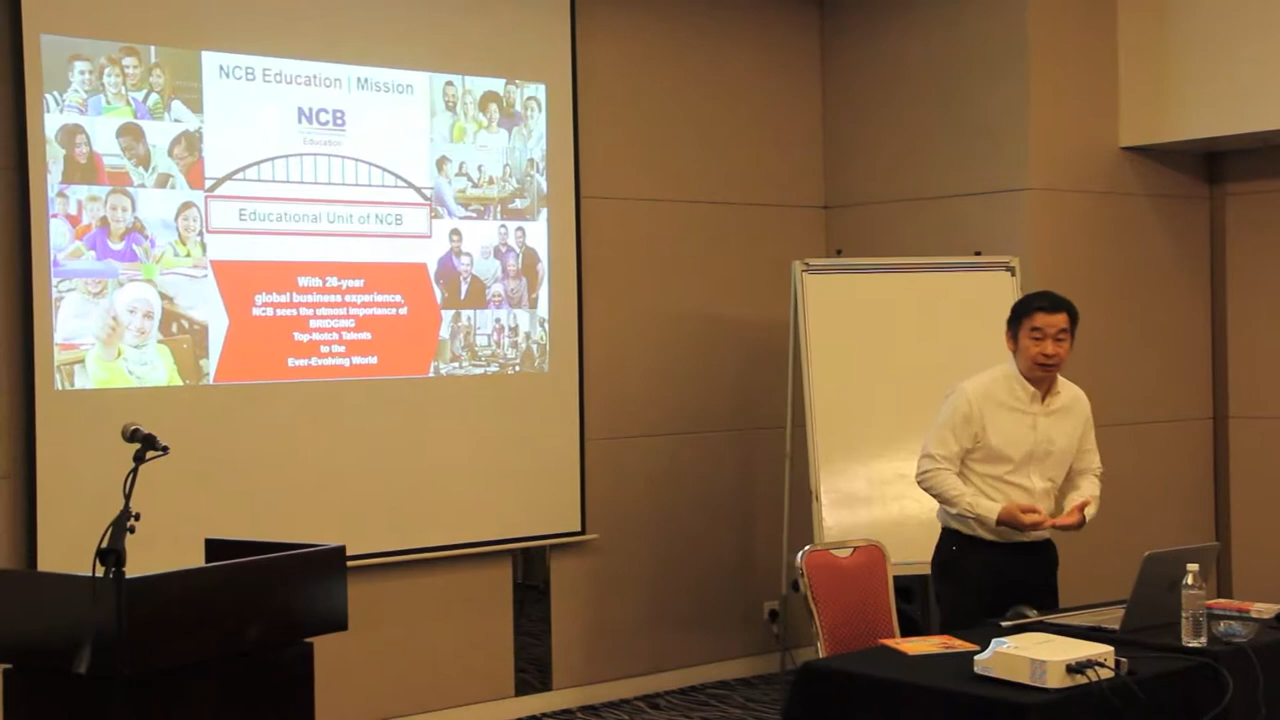 NCB Education | Mission
NCB
Education
Educational Unit of NCB
With 26-year
global business experience,
NCB sees the utmost importance of
BRIDGING
Top-Notch Talents
to the
Ever-Evolving World